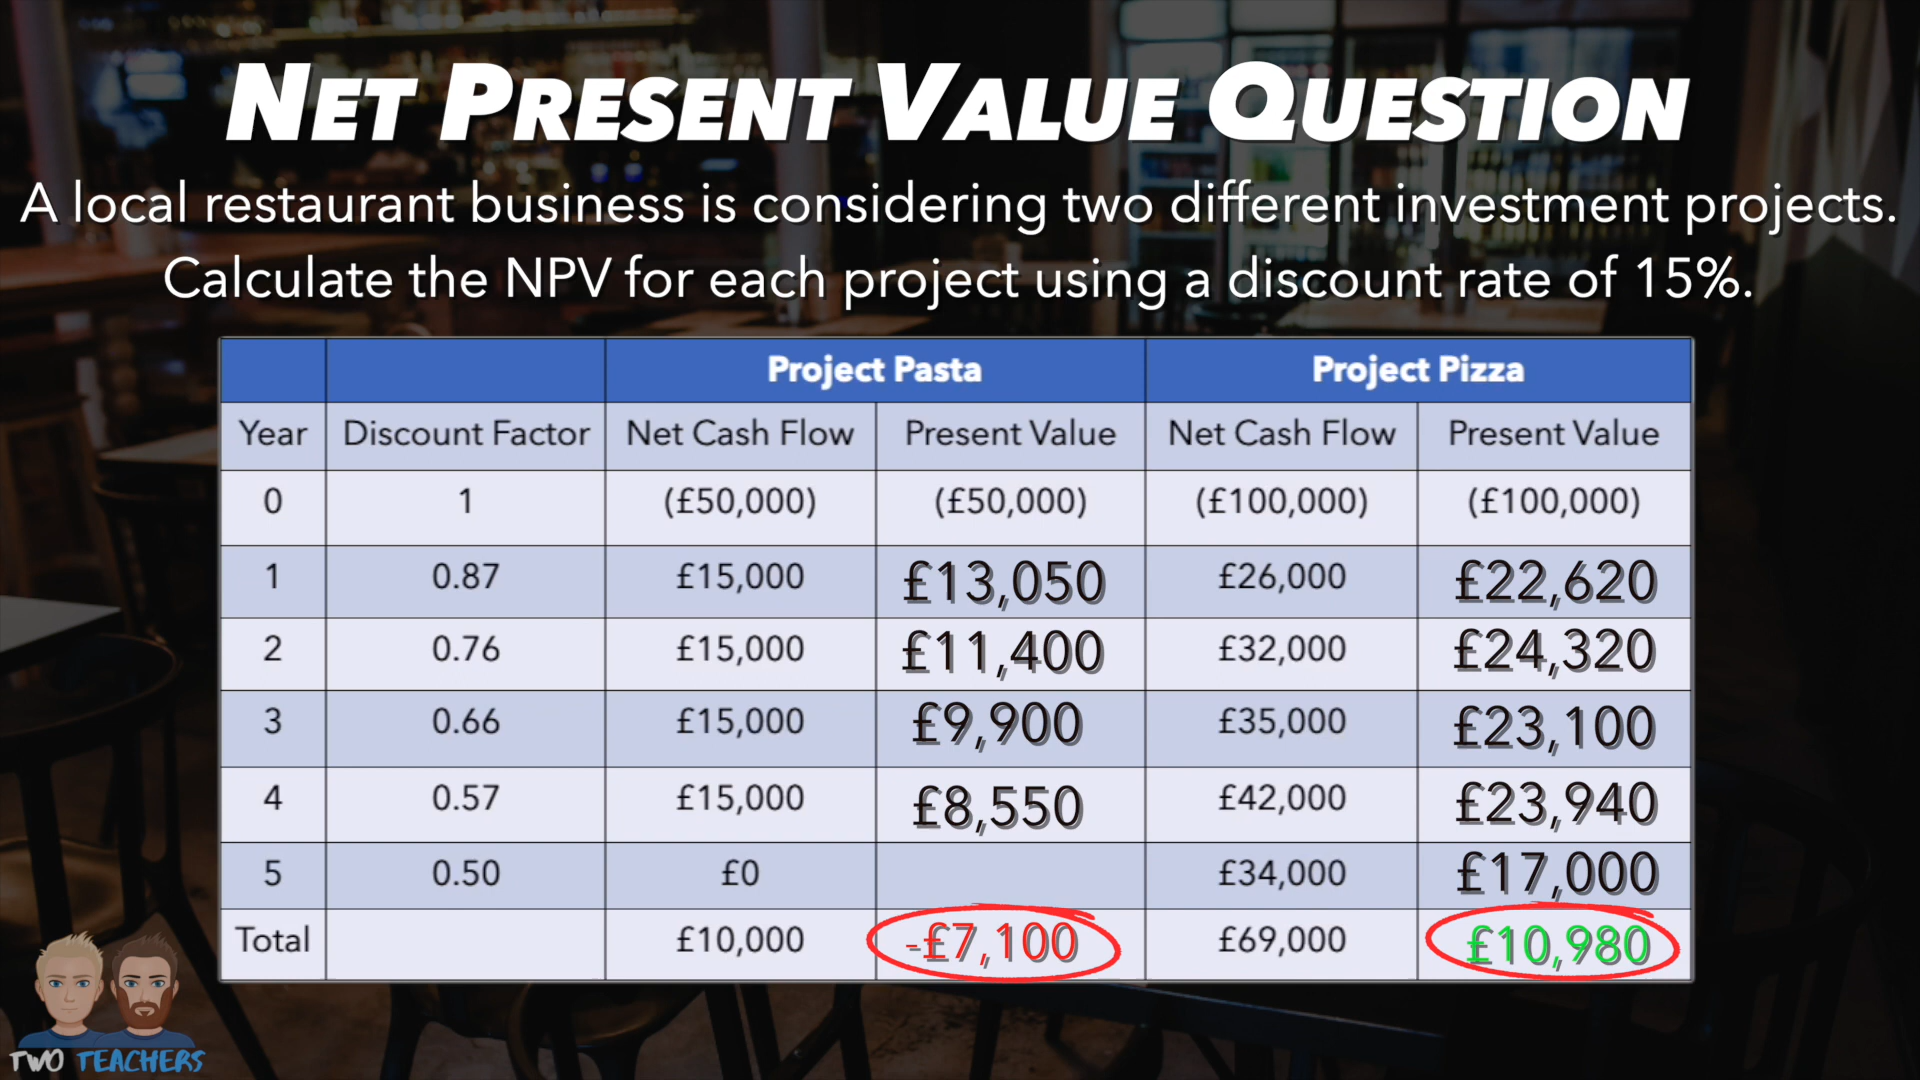 NET PRESENT VALUE QUESTION
A local restaurant business is considering two different investment projects.
Calculate the NPV for each project using a discount rate of 15%.
Project Pasta Project Pizza
Year Discount Factor Net Cash Flow Present Value Net Cash Flow Present Value
0 1 (£50,000) (£50,000) (£100,000) (£100,000)
1 0.87 £15,000 £13,050 £26,000 £22,620
2 0.76 £15,000 £11,400 £32,000 £24,320
3 0.66 £15,000 £9,900 £35,000 £23,100
4 0.57 £15,000 £8,550 £42,000 £23,940
5 0.50 £0 £34,000 £17,000
Total £10,000 -£7,100 £69,000 £10,980
TWO TEACHERS